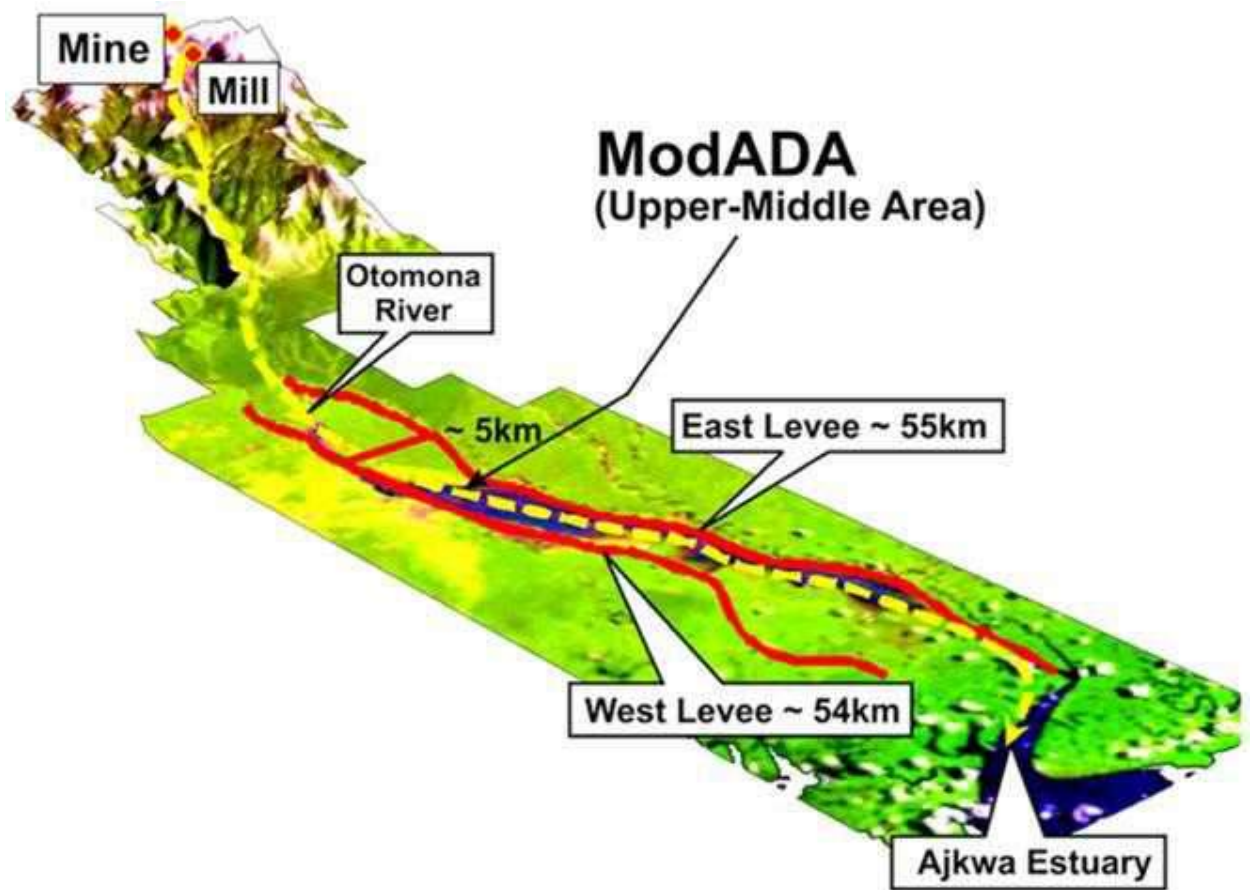 Mine
Mill
ModADA
(Upper-Middle Area)
Otomona
River
~ 5km
East Levee ~ 55km
West Levee ~ 54km
Ajkwa Estuary